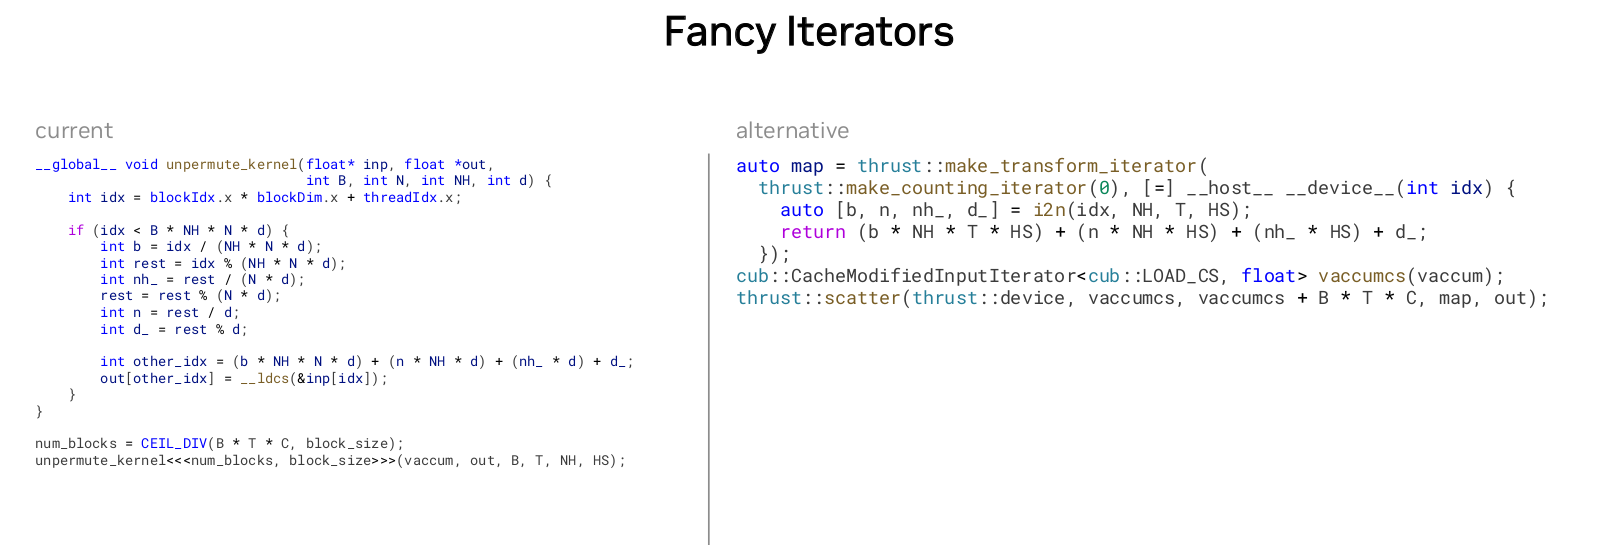 Fancy Iterators
current
__global__ void unpermute_kernel(float* inp, float *out,
                                 int B, int N, int NH, int d) {
    int idx = blockIdx.x * blockDim.x + threadIdx.x;

    if (idx < B * NH * N * d) {
        int b = idx / (NH * N * d);
        int rest = idx % (NH * N * d);
        int nh_ = rest / (N * d);
        rest = rest % (N * d);
        int n = rest / d;
        int d_ = rest % d;

        int other_idx = (b * NH * N * d) + (n * NH * d) + (nh_ * d) + d_;
        out[other_idx] = __ldcs(&inp[idx]);
    }
}

num_blocks = CEIL_DIV(B * T * C, block_size);
unpermute_kernel<<<num_blocks, block_size>>>(vaccum, out, B, T, NH, HS);
alternative
auto map = thrust::make_transform_iterator(
  thrust::make_counting_iterator(0), [=] __host__ __device__(int idx) {
    auto [b, n, nh_, d_] = i2n(idx, NH, T, HS);
    return (b * NH * T * HS) + (n * NH * HS) + (nh_ * HS) + d_;
  });
cub::CacheModifiedInputIterator<cub::LOAD_CS, float> vaccumcs(vaccum);
thrust::scatter(thrust::device, vaccumcs, vaccumcs + B * T * C, map, out);